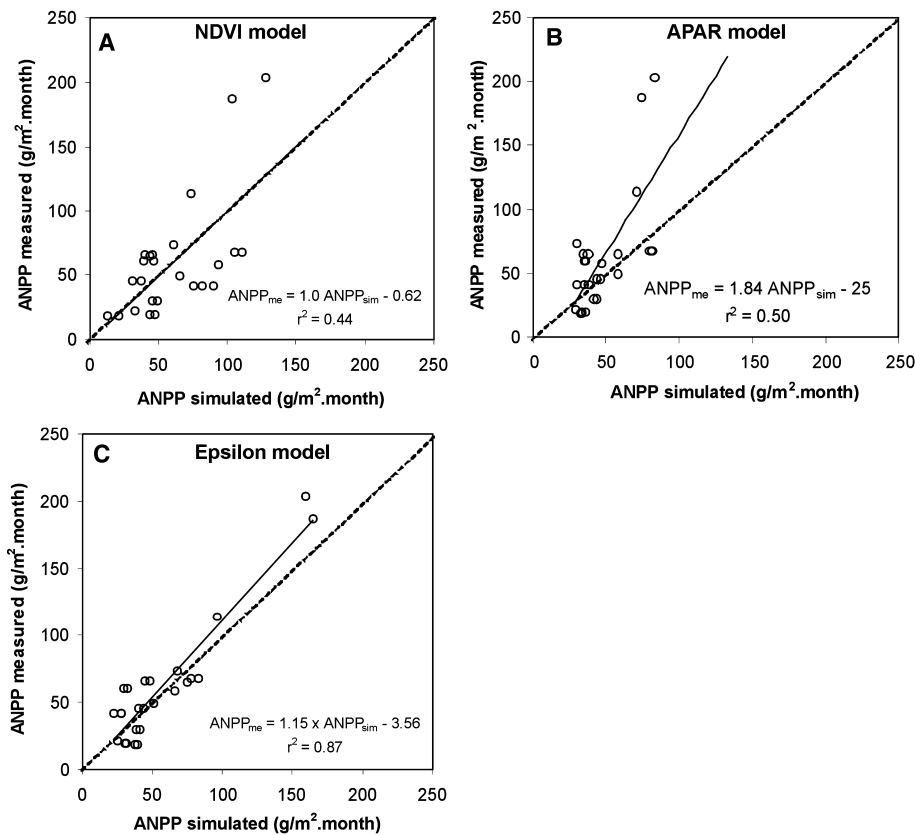 A
NDVI model
250
200
150
100
50
0
ANPP measured (g/m².month)
ANPPme = 1.0 ANPPsim - 0.62
r² = 0.44
0 50 100 150 200 250
ANPP simulated (g/m².month)
B
APAR model
250
200
150
100
50
0
ANPP measured (g/m².month)
ANPPme = 1.84 ANPPsim - 25
r² = 0.50
0 50 100 150 200 250
ANPP simulated (g/m².month)
C
Epsilon model
250
200
150
100
50
0
ANPP measured (g/m².month)
ANPPme = 1.15 x ANPPsim - 3.56
r² = 0.87
0 50 100 150 200 250
ANPP simulated (g/m².month)